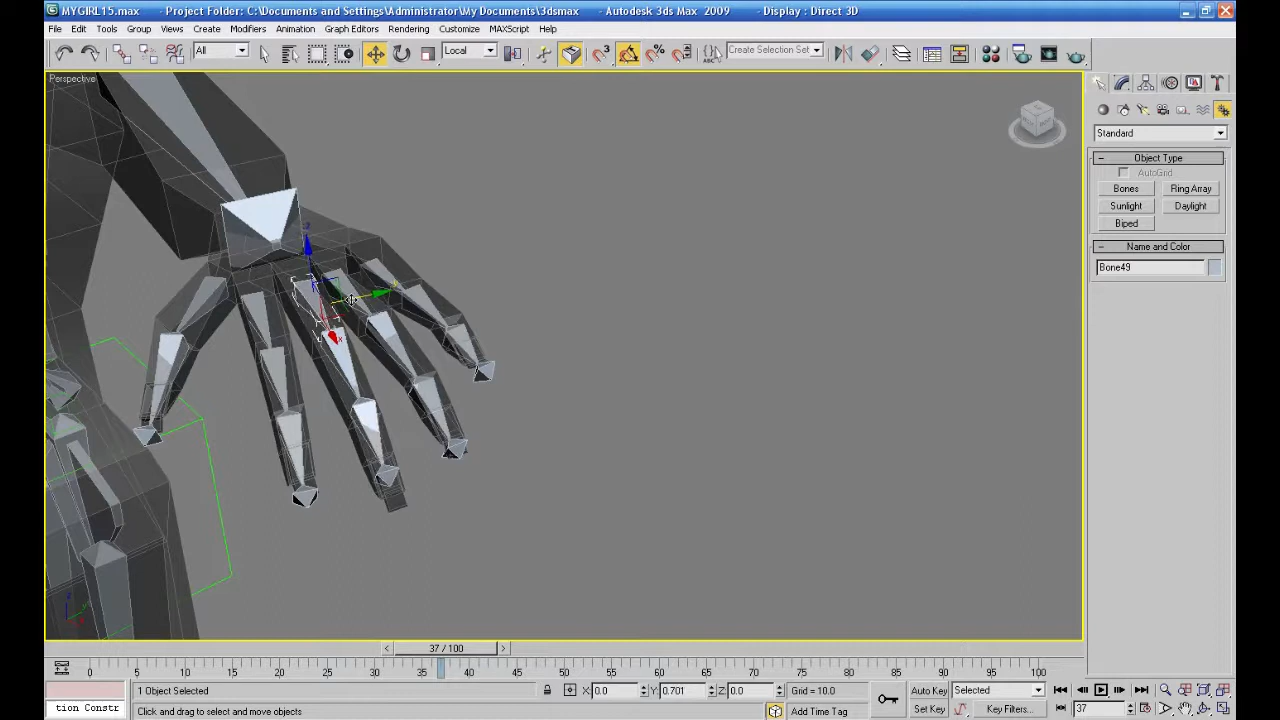 MYGIRL15.max - Project Folder: C:\Documents and Settings\Administrator\My Documents\3dsmax - Autodesk 3ds Max 2009 - Display : Direct 3D
File Edit Tools Group Views Create Modifiers Animation Graph Editors Rendering Customize MAXScript Help
All Local Create Selection Set
Perspective
Standard
- Object Type
AutoGrid
Bones Ring Array
Sunlight Daylight
Biped
- Name and Color
Bone49
x
37 / 100
0 5 10 15 20 25 30 35 40 45 50 55 60 65 70 75 80 85 90 95 100
1 Object Selected X: 0.0 Y: 0.701 Z: 0.0 Grid = 10.0 Auto Key Selected
tion Constr Click and drag to select and move objects Add Time Tag Set Key Key Filters... 37